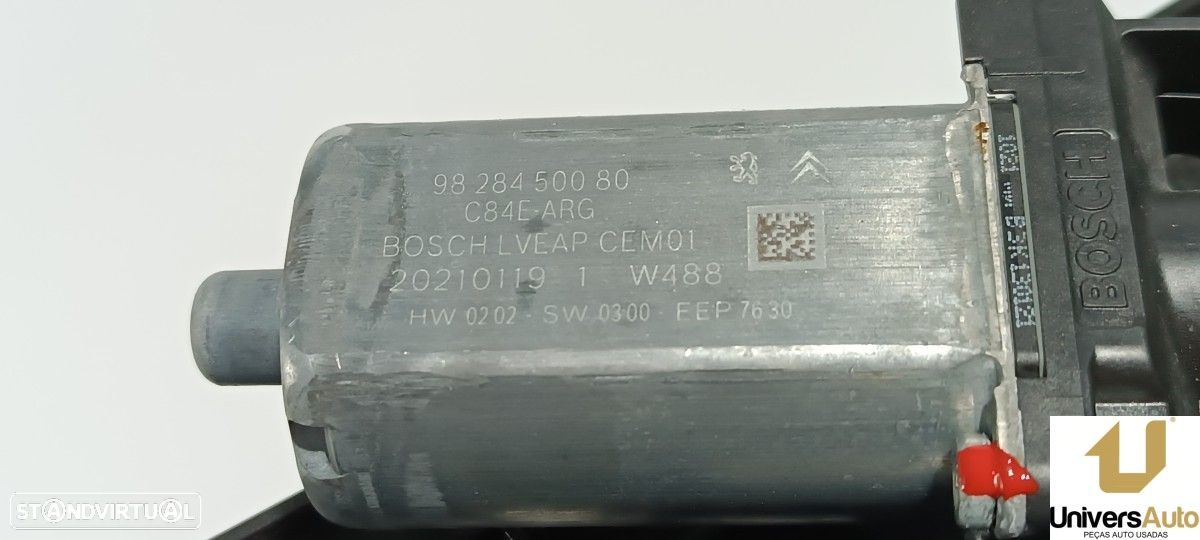 98 284 500 80
C84E-ARG
BOSCH LVEAP CEM01
20210119 1 W488
HW 0202 - SW 0300 - FEP 7630
BOSCH
STANDVIRTUAL
UniversAuto
PEÇAS AUTO USADAS